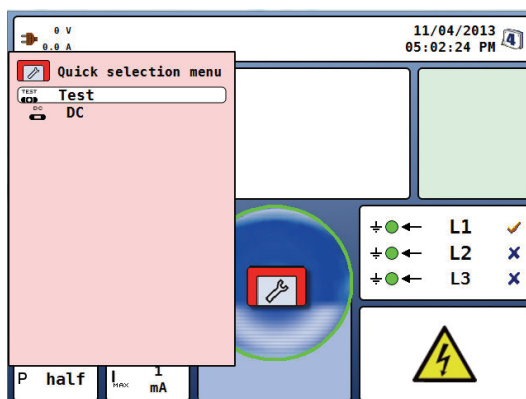 0 V
11/04/2013
0.0 A
05:02:24 PM
4
Quick selection menu
TEST
Test
DC
DC
L1
L2
L3
P half
I MAX 1 mA